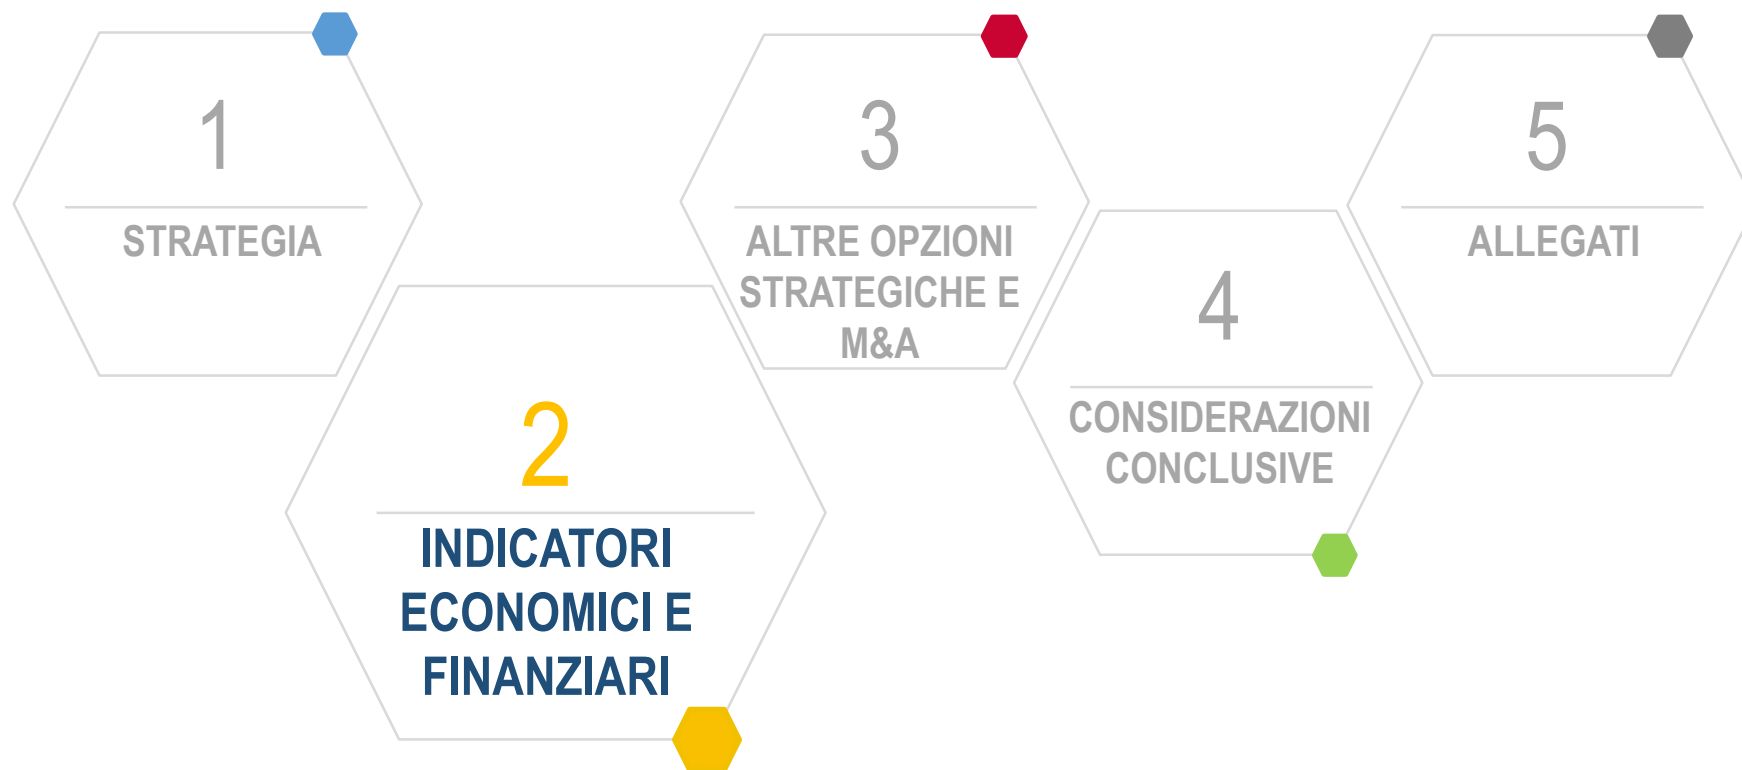 1
STRATEGIA
2
INDICATORI
ECONOMICI E
FINANZIARI
3
ALTRE OPZIONI
STRATEGICHE E
M&A
4
CONSIDERAZIONI
CONCLUSIVE
5
ALLEGATI